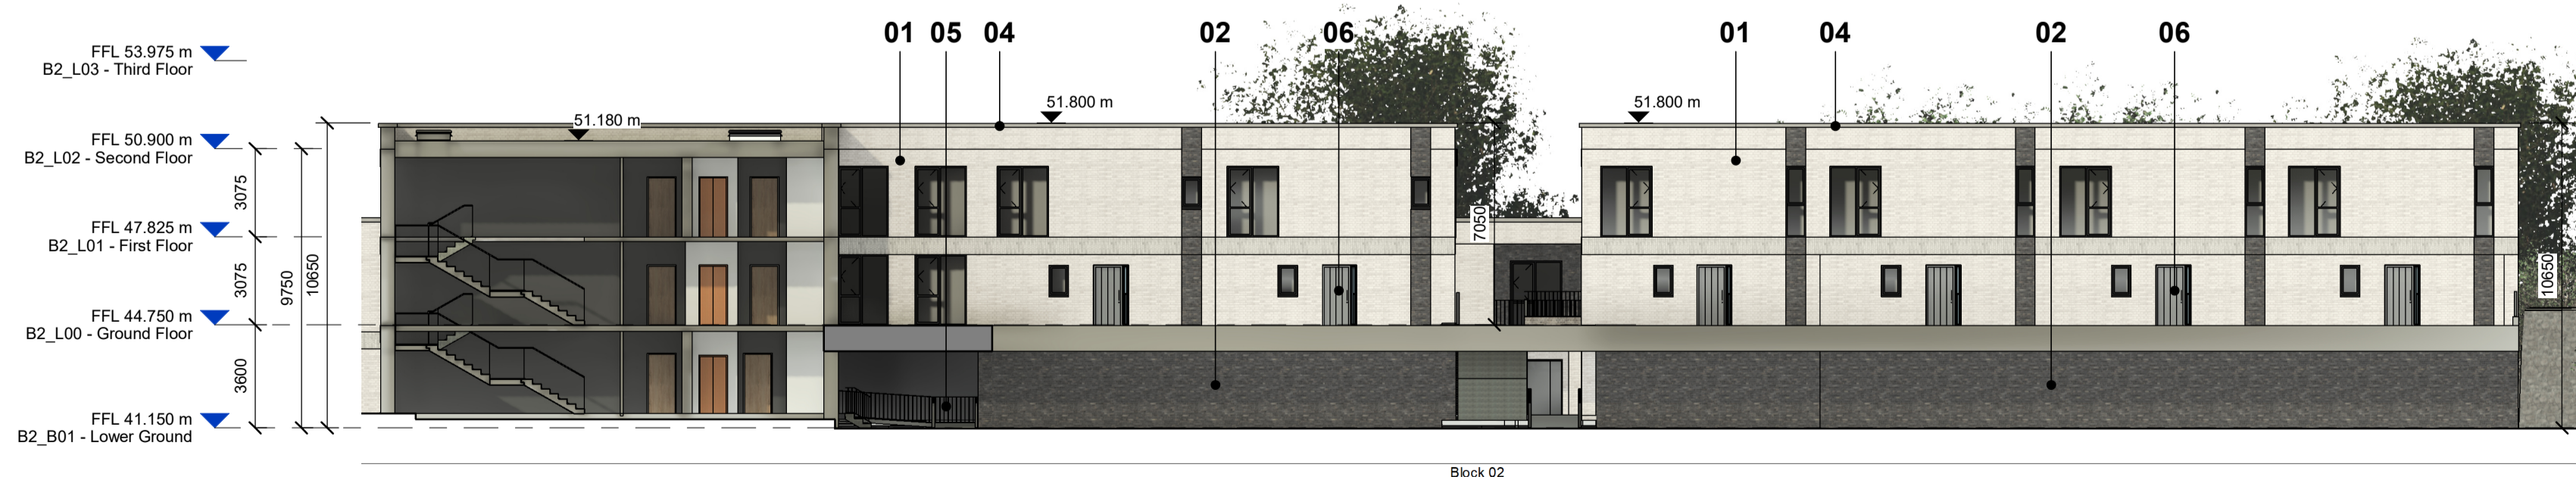 01 05 04 02 06 01 04 02 06
FFL 53.975 m
B2_L03 - Third Floor
51.800 m
51.800 m
51.180 m
FFL 50.900 m
B2_L02 - Second Floor
3075
FFL 47.825 m
B2_L01 - First Floor
7050
3075
9750
10650
10650
FFL 44.750 m
B2_L00 - Ground Floor
3600
FFL 41.150 m
B2_B01 - Lower Ground
Block 02